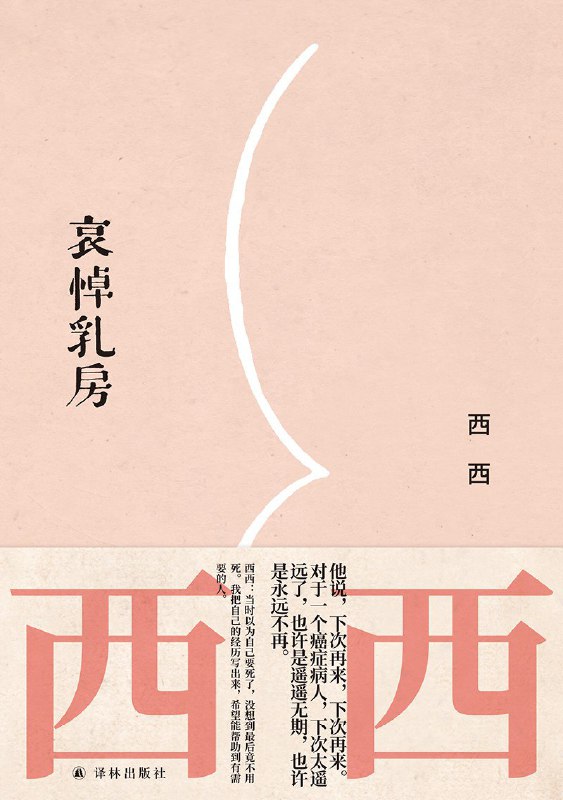 哀悼乳房
西西
西西
他说，下次再来，下次再来。
对于一个癌症病人，下次太遥
远了，也许是遥遥无期，也许
是永远不再。
西西：当时以为自己要死了，没想到最后竟不用
死。我把自己的经历写出来，希望能帮助到有需
要的人。
译林出版社